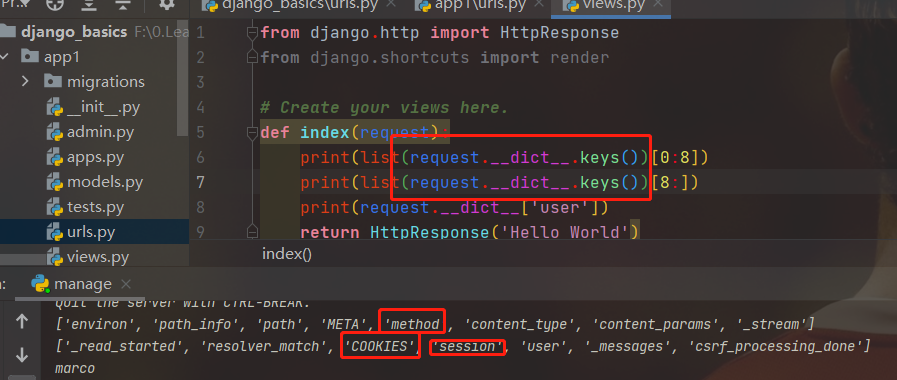 Pr...
django_basics\urls.py
app1\urls.py
views.py
django_basics F:\0.Lea
app1
migrations
__init__.py
admin.py
apps.py
models.py
tests.py
urls.py
views.py
1 from django.http import HttpResponse
2 from django.shortcuts import render
3
4 # Create your views here.
5 def index(request):
6 print(list(request.__dict__.keys())[0:8])
7 print(list(request.__dict__.keys())[8:])
8 print(request.__dict__['user'])
9 return HttpResponse('Hello World')
index()
manage
Quit the server with CTRL-BREAK.
['environ', 'path_info', 'path', 'META', 'method', 'content_type', 'content_params', '_stream']
['_read_started', 'resolver_match', 'COOKIES', 'session', 'user', '_messages', 'csrf_processing_done']
marco